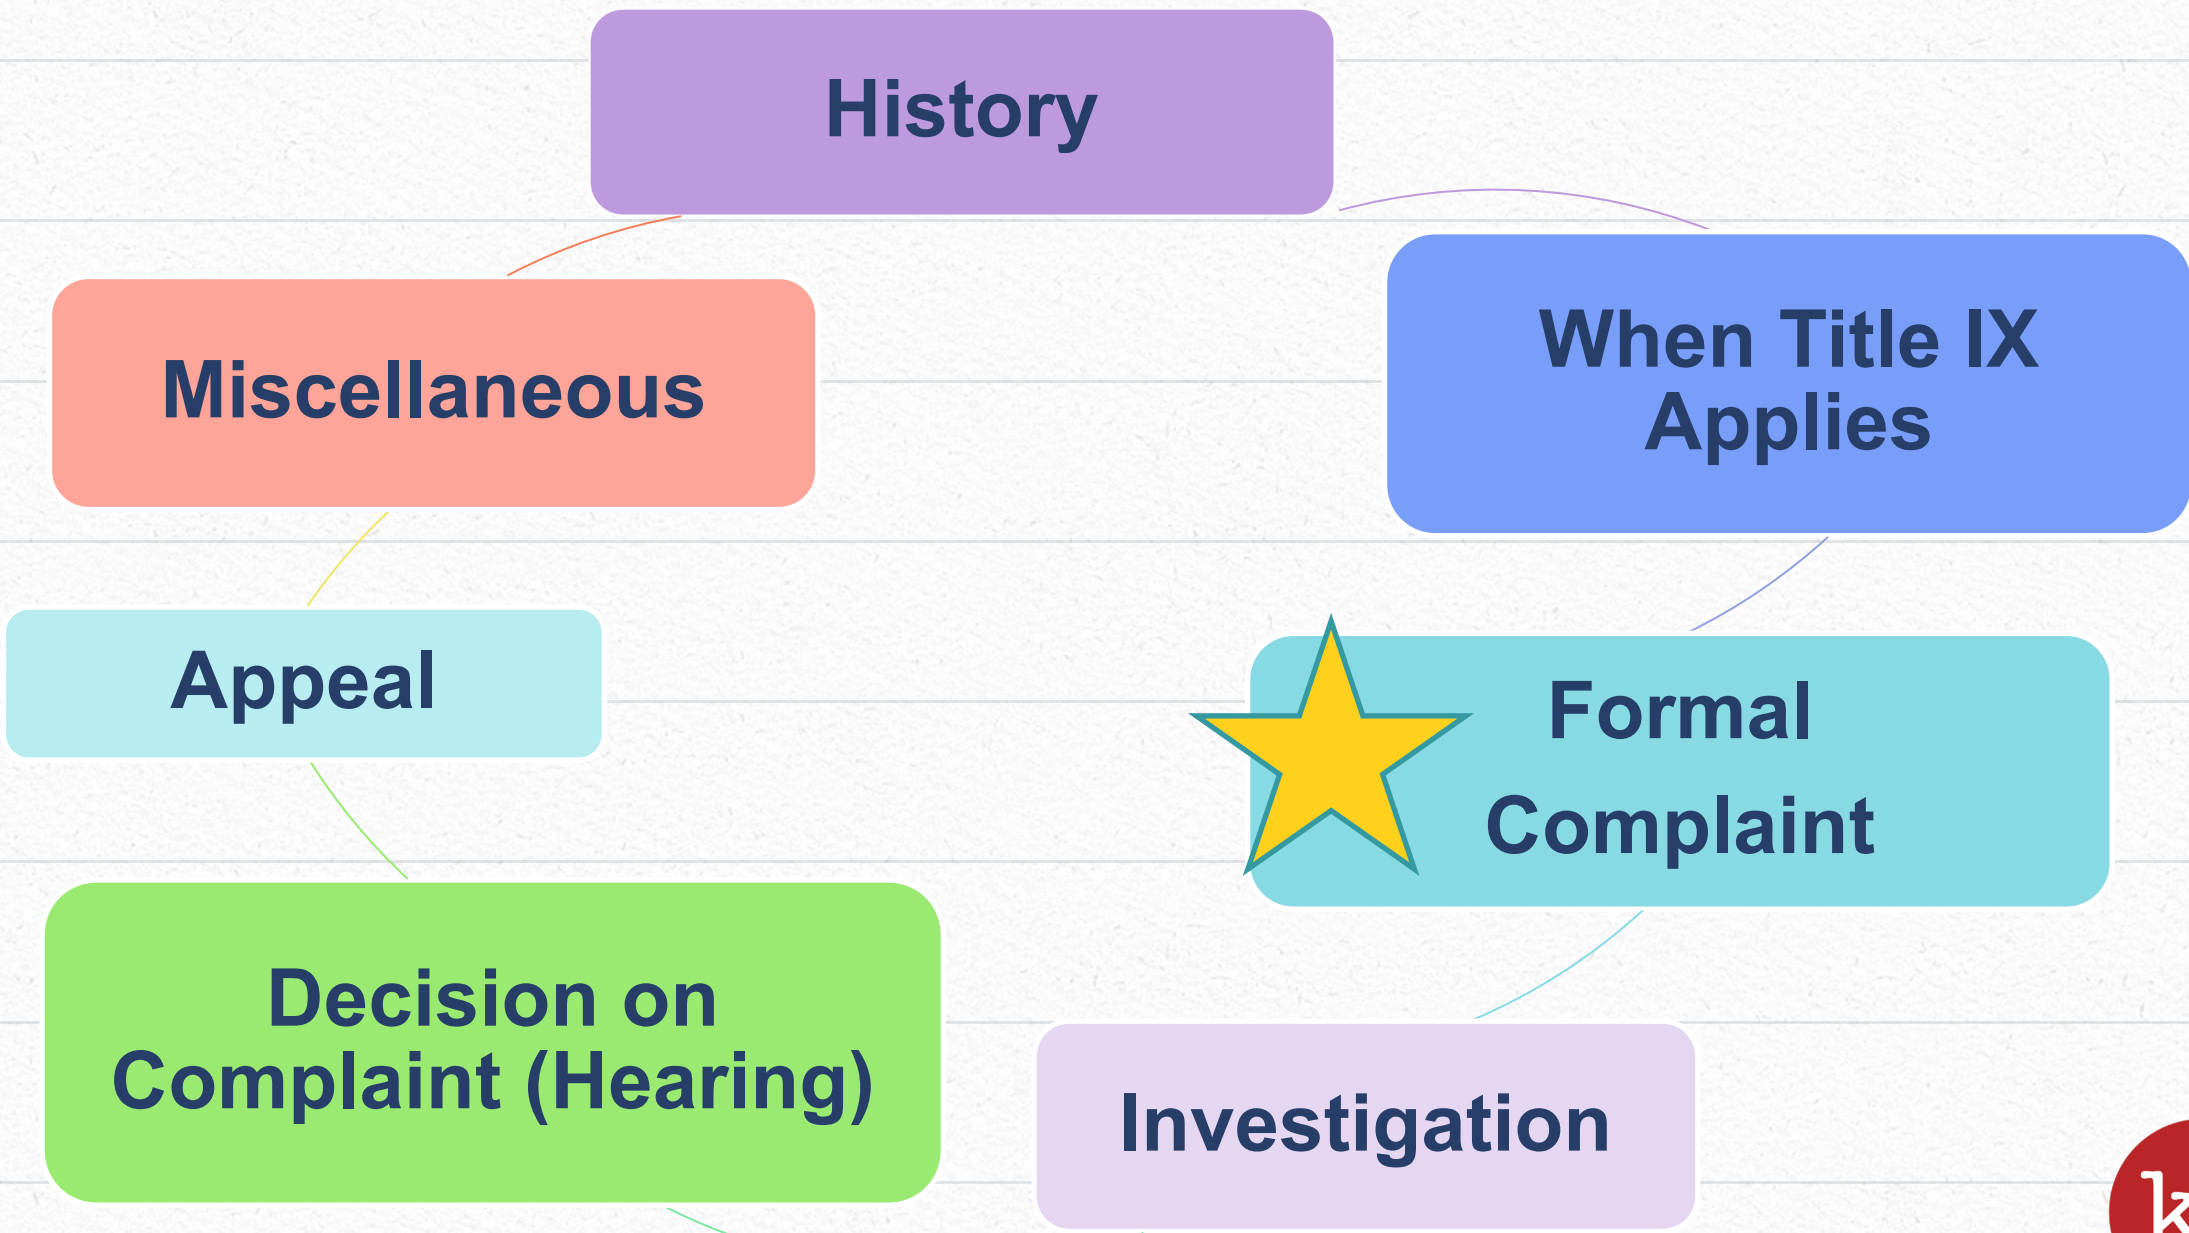 History
When Title IX
Applies
Formal
Complaint
Investigation
Decision on
Complaint (Hearing)
Appeal
Miscellaneous
k